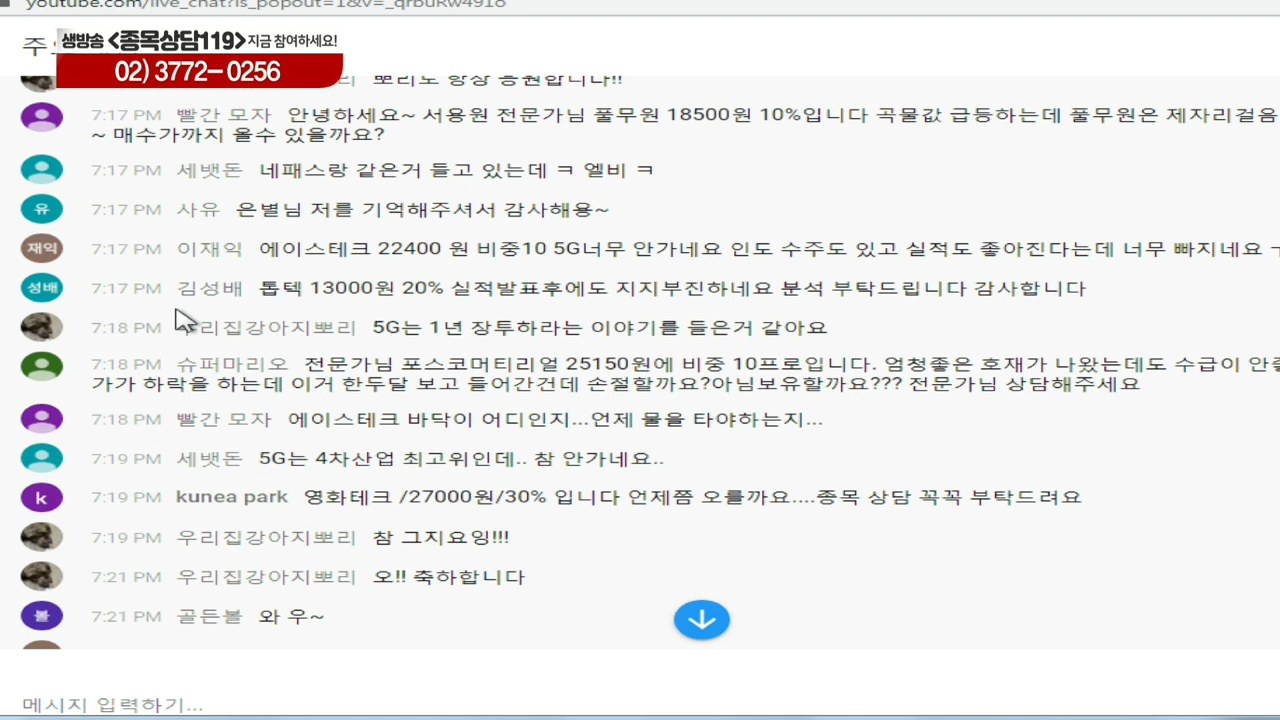 생방송 <종목상담119> 지금 참여하세요!
주
02) 3772-0256
뽀리도 항상 응원합니다!!
7:17 PM 빨간 모자 안녕하세요~ 서용원 전문가님 풀무원 18500원 10%입니다 곡물값 급등하는데 풀무원은 제자리걸음
~ 매수가까지 올수 있을까요?
7:17 PM 세뱃돈 네패스랑 같은거 들고 있는데 ㅋ 엘비 ㅋ
유 7:17 PM 사유 은별님 저를 기억해주셔서 감사해용~
재익 7:17 PM 이재익 에이스테크 22400 원 비중10 5G너무 안가네요 인도 수주도 있고 실적도 좋아진다는데 너무 빠지네요
성배 7:17 PM 김성배 톱텍 13000원 20% 실적발표후에도 지지부진하네요 분석 부탁드립니다 감사합니다
7:18 PM 우리집강아지뽀리 5G는 1년 장투하라는 이야기를 들은거 같아요
7:18 PM 슈퍼마리오 전문가님 포스코머티리얼 25150원에 비중 10프로입니다. 엄청좋은 호재가 나왔는데도 수급이 안좋
가가 하락을 하는데 이거 한두달 보고 들어간건데 손절할까요?아님보유할까요??? 전문가님 상담해주세요
7:18 PM 빨간 모자 에이스테크 바닥이 어디인지...언제 물을 타야하는지...
7:19 PM 세뱃돈 5G는 4차산업 최고위인데.. 참 안가네요..
k 7:19 PM kunea park 영화테크 /27000원/30% 입니다 언제쯤 오를까요....종목 상담 꼭꼭 부탁드려요
7:19 PM 우리집강아지뽀리 참 그지요잉!!!
7:21 PM 우리집강아지뽀리 오!! 축하합니다
볼 7:21 PM 골든볼 와 우~
메시지 입력하기...